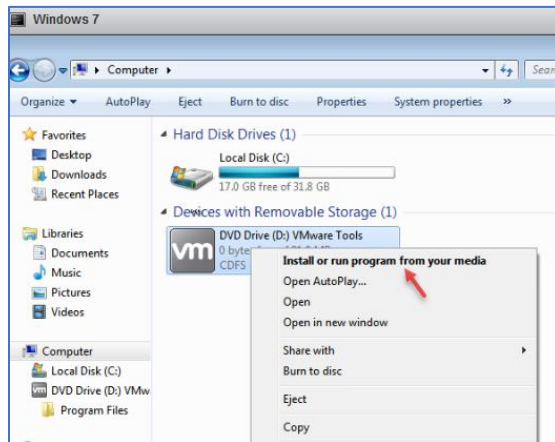 Windows 7
Computer
Sear
Organize AutoPlay Eject Burn to disc Properties System properties »
Favorites
Desktop
Downloads
Recent Places
Libraries
Documents
Music
Pictures
Videos
Computer
Local Disk (C:)
DVD Drive (D:) VMw
Program Files
Hard Disk Drives (1)
Local Disk (C:)
17.0 GB free of 31.8 GB
Devices with Removable Storage (1)
DVD Drive (D:) VMware Tools
0 byte
CDFS
vm
Install or run program from your media
Open AutoPlay...
Open
Open in new window
Share with
Burn to disc
Eject
Copy